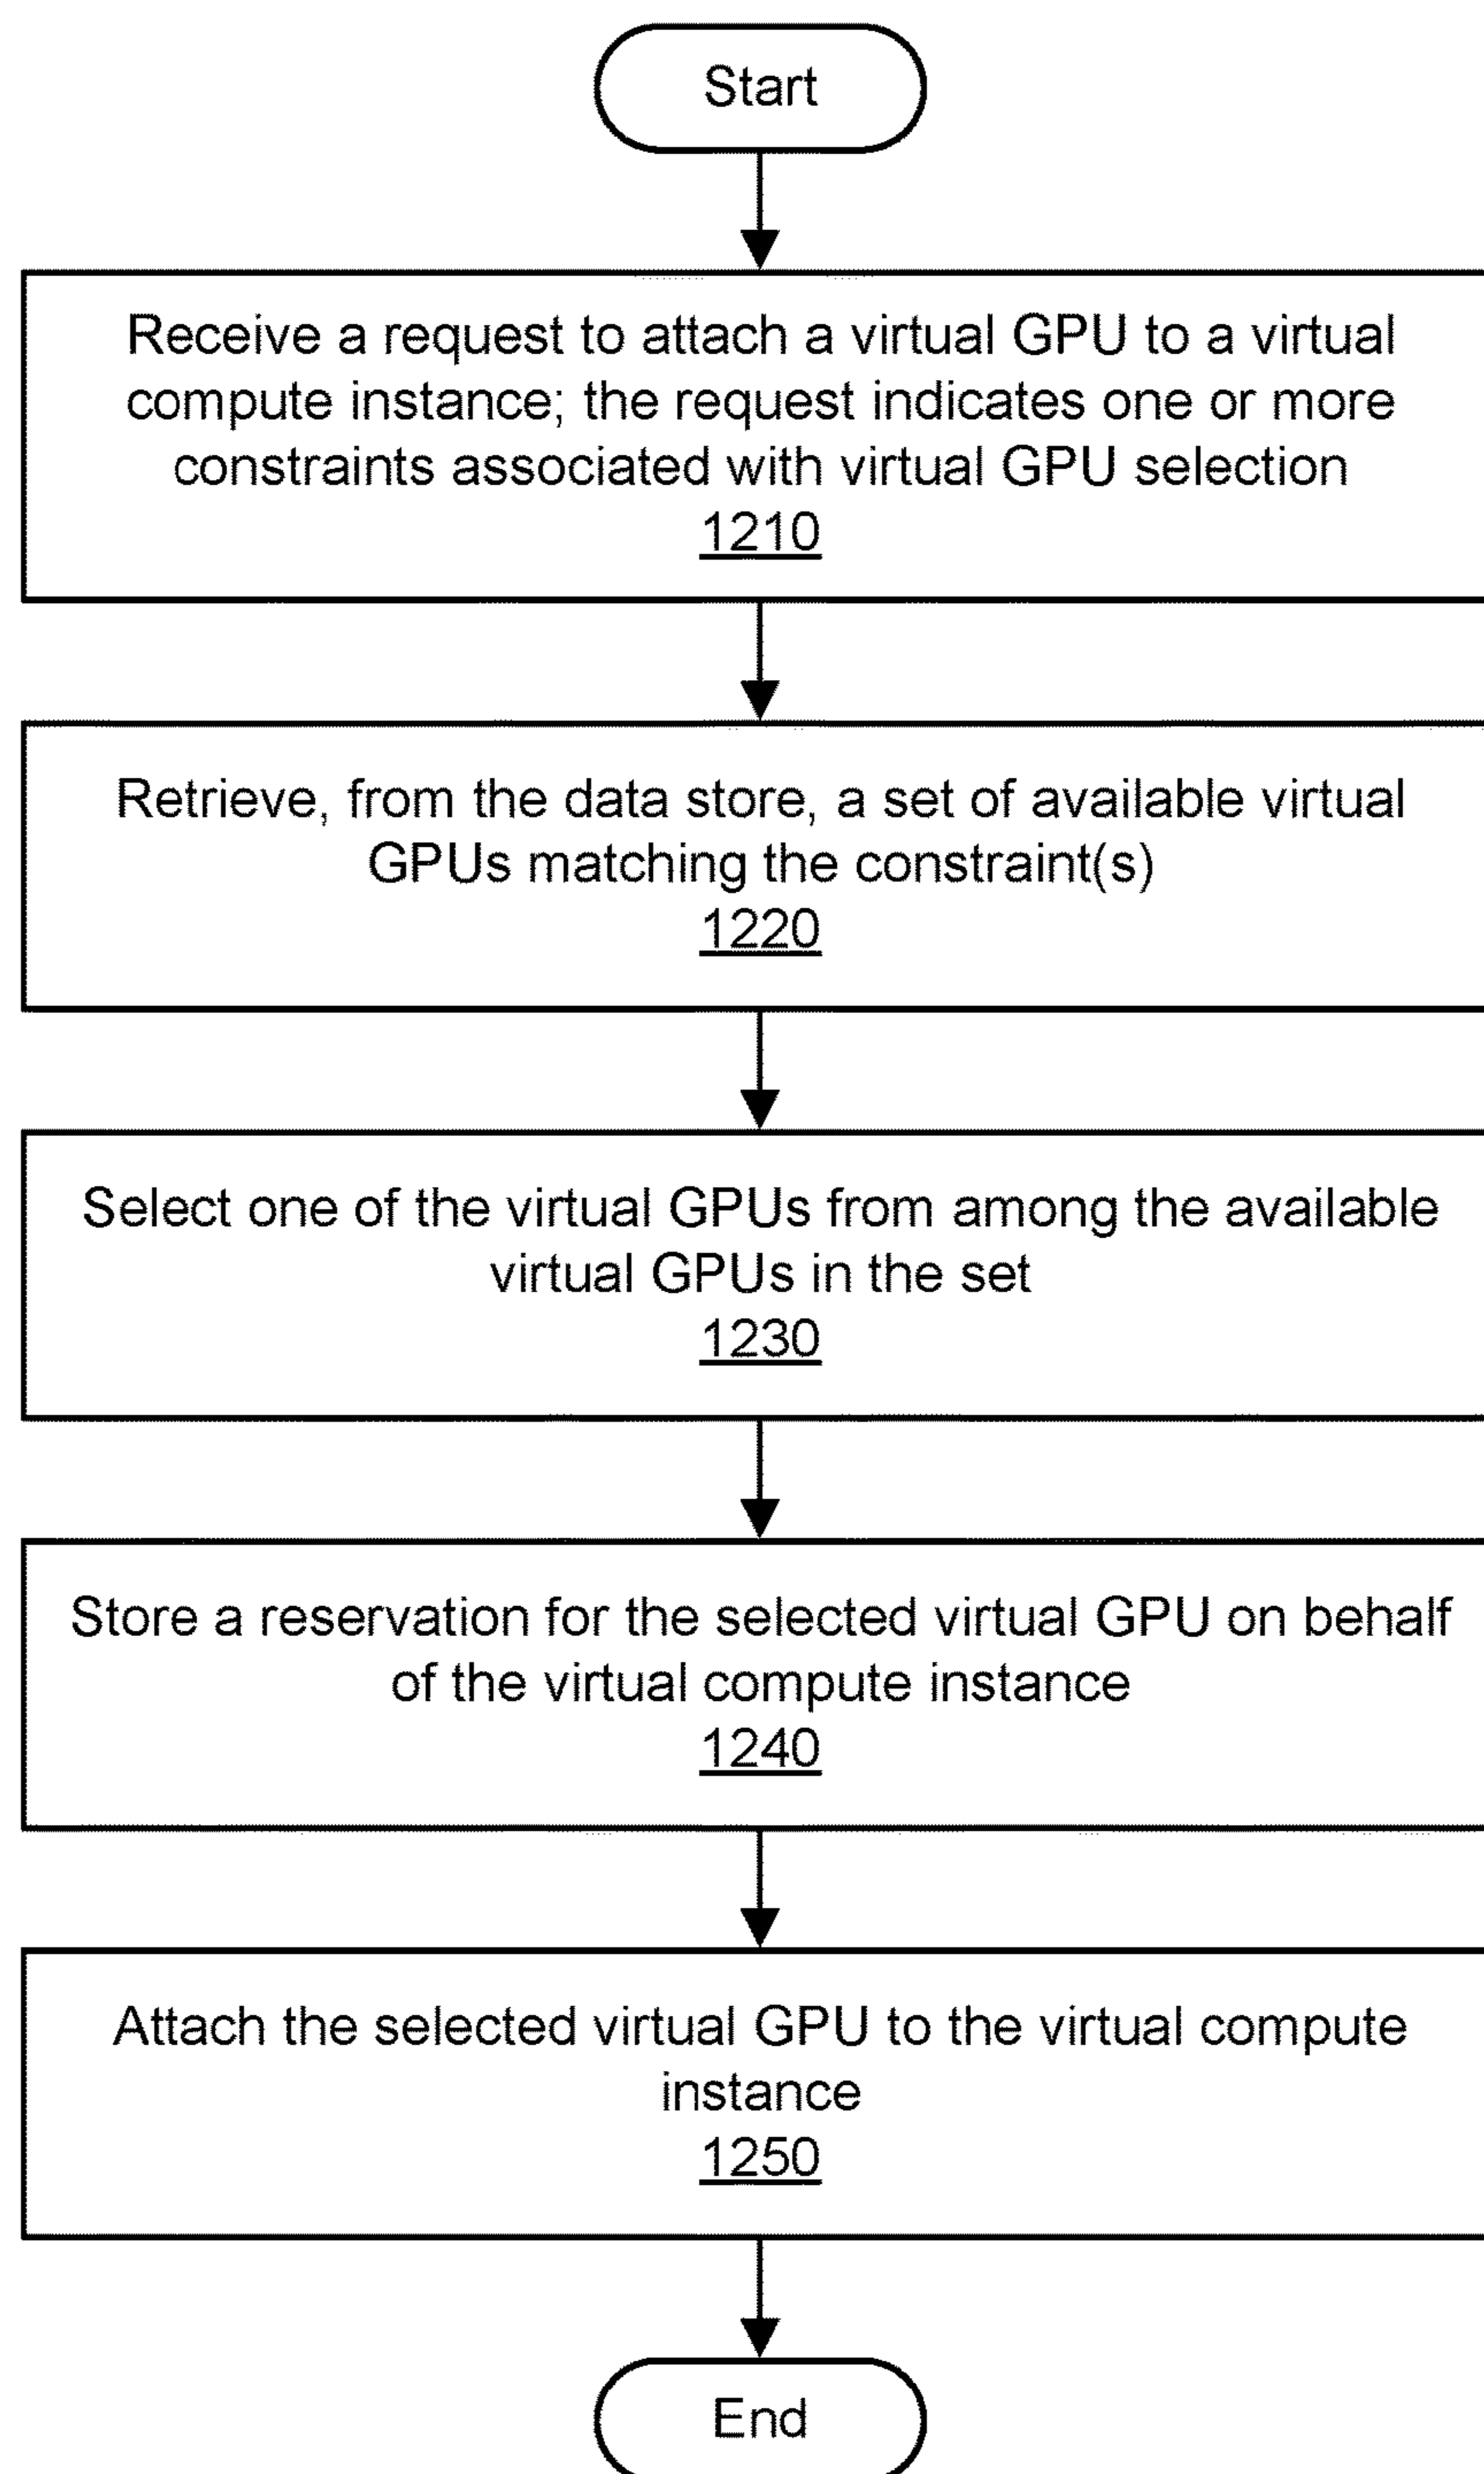 Start
Receive a request to attach a virtual GPU to a virtual
compute instance; the request indicates one or more
constraints associated with virtual GPU selection
1210
Retrieve, from the data store, a set of available virtual
GPUs matching the constraint(s)
1220
Select one of the virtual GPUs from among the available
virtual GPUs in the set
1230
Store a reservation for the selected virtual GPU on behalf
of the virtual compute instance
1240
Attach the selected virtual GPU to the virtual compute
instance
1250
End